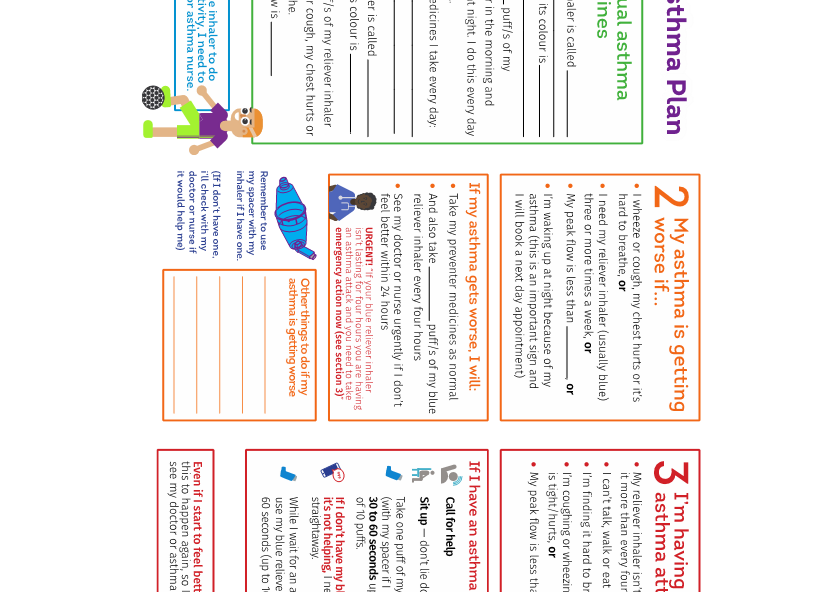 sthma Plan
ual asthma
ines
haler is called
its colour is
puff/s of my
r in the morning and
at night. I do this every day
edicines I take every day:
er is called
s colour is
f/s of my reliever inhaler
r cough, my chest hurts or
he.
w is
e inhaler to do
tivity. I need to
or asthma nurse.
2 My asthma is getting
worse if...
• I wheeze or cough, my chest hurts or it's
hard to breathe, or
• I need my reliever inhaler (usually blue)
three or more times a week, or
• My peak flow is less than ________, or
• I'm waking up at night because of my
asthma (this is an important sign and
I will book a next day appointment)
If my asthma gets worse, I will:
• Take my preventer medicines as normal
• And also take ________ puff/s of my blue
reliever inhaler every four hours
• See my doctor or nurse urgently if I don't
feel better within 24 hours
URGENT! "If your blue reliever inhaler
isn't lasting for four hours you are having
an asthma attack and you need to take
emergency action now (see section 3)"
Remember to use
my spacer with my
inhaler if I have one.
(If I don't have one,
i'll check with my
doctor or nurse if
it would help me)
Other things to do if my
asthma is getting worse
3 I'm having
asthma att
• My reliever inhaler isn'
it more than every four
• I can't talk, walk or eat
• I'm finding it hard to br
• I'm coughing or wheezin
is tight/hurts, or
• My peak flow is less tha
If I have an asthma
Call for help
Sit up — don't lie d
Take one puff of my
(with my spacer if I
30 to 60 seconds u
of 10 puffs.
If I don't have my b
it's not helping, I ne
straightaway.
While I wait for an a
use my blue relieve
60 seconds (up to 1
Even if I start to feel bett
this to happen again, so I
see my doctor or asthma